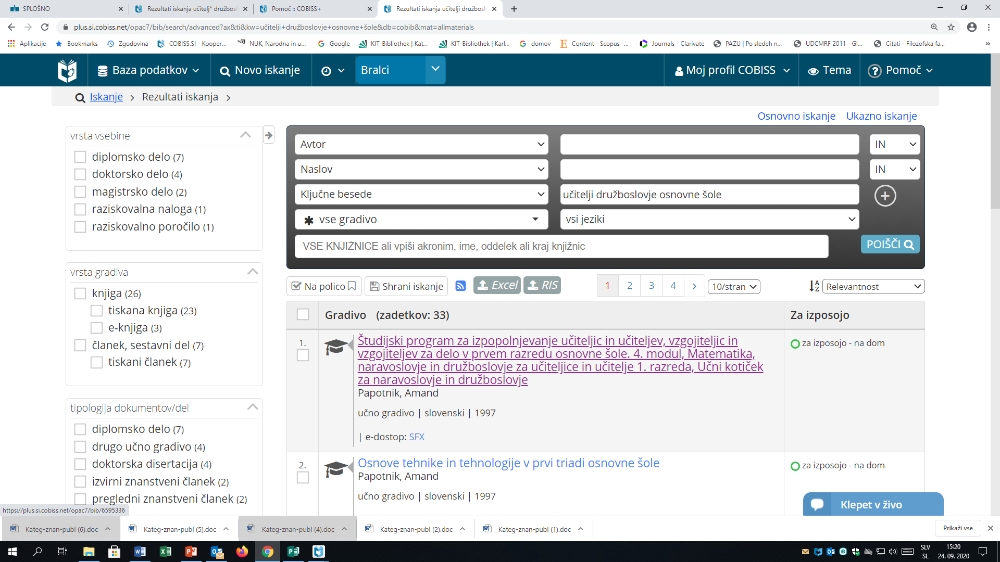 SPLOŠNO
Rezultati iskanja učitelj* družbosl
Pomoč :: COBISS+
Rezultati iskanja učitelji družboslo
plus.si.cobiss.net/opac7/bib/search/advanced?ax&ti&kw=učitelji+družboslovje+osnovne+šole&db=cobib&mat=allmaterials
Aplikacije
Bookmarks
Zgodovina
COBISS.SI - Kooper...
NUK, Narodna in u...
Google
KIT-Bibliothek | Kat...
KIT-Bibliothek | Karl...
domov
Content - Scopus -...
Journals - Clarivate
PAZU | Po sledeh n...
UDCMRF 2011 - Gl...
Citati - Filozofska fa...
»
Baza podatkov
Novo iskanje
Bralci
Moj profil COBISS
Tema
Pomoč
Iskanje
Rezultati iskanja
Osnovno iskanje
Ukazno iskanje
vrsta vsebine
diplomsko delo (7)
doktorsko delo (4)
magistrsko delo (2)
raziskovalna naloga (1)
raziskovalno poročilo (1)
vrsta gradiva
knjiga (26)
tiskana knjiga (23)
e-knjiga (3)
članek, sestavni del (7)
tiskani članek (7)
tipologija dokumentov/del
diplomsko delo (7)
drugo učno gradivo (4)
doktorska disertacija (4)
izvirni znanstveni članek (2)
pregledni znanstveni članek (2)
Avtor
IN
Naslov
IN
Ključne besede
učitelji družboslovje osnovne šole
vse gradivo
vsi jeziki
VSE KNJIŽNICE ali vpiši akronim, ime, oddelek ali kraj knjižnic
POIŠČI
Na polico
Shrani iskanje
Excel
RIS
1
2
3
4
10/stran
Relevantnost
Gradivo (zadetkov: 33)
Za izposojo
1.
Študijski program za izpopolnjevanje učiteljic in učiteljev, vzgojiteljic in
vzgojiteljev za delo v prvem razredu osnovne šole. 4. modul, Matematika,
naravoslovje in družboslovje za učiteljice in učitelje 1. razreda, Učni kotiček
za naravoslovje in družboslovje
Papotnik, Amand
učno gradivo | slovenski | 1997
| e-dostop: SFX
za izposojo - na dom
2.
Osnove tehnike in tehnologije v prvi triadi osnovne šole
Papotnik, Amand
učno gradivo | slovenski | 1997
za izposojo - na dom
Klepet v živo
https://plus.si.cobiss.net/opac7/bib/6595336
Kateg-znan-publ (6).doc
Kateg-znan-publ (5).doc
Kateg-znan-publ (4).doc
Kateg-znan-publ (2).doc
Kateg-znan-publ (1).doc
Prikaži vse
SLV
SL
15:20
24. 09. 2020